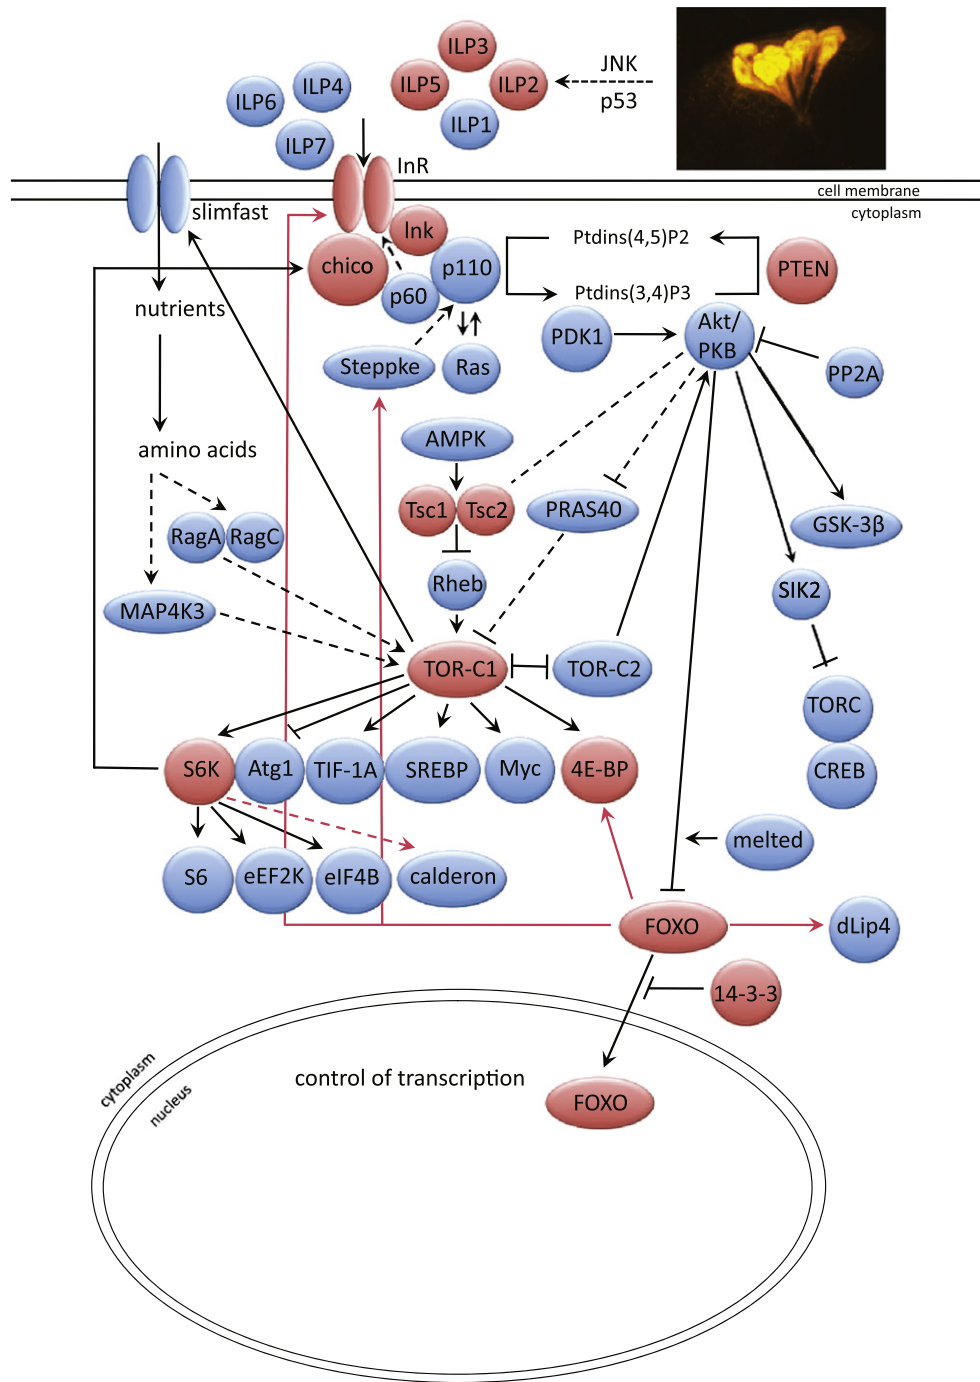 ILP3
JNK
ILP6
ILP4
ILP5
ILP2
p53
ILP1
ILP7
InR
cell membrane
slimfast
cytoplasm
lnk
Ptdins(4,5)P2
chico
p110
PTEN
nutrients
p60
Ptdins(3,4)P3
PDK1
Akt/
PKB
Steppke
Ras
PP2A
AMPK
amino acids
Tsc1
Tsc2
PRAS40
GSK-3β
RagA
RagC
Rheb
SIK2
MAP4K3
TOR-C1
TOR-C2
TORC
S6K
Atg1
TIF-1A
SREBP
Myc
4E-BP
CREB
melted
S6
eEF2K
eIF4B
calderon
FOXO
dLip4
14-3-3
cytoplasm
nucleus
control of transcription
FOXO